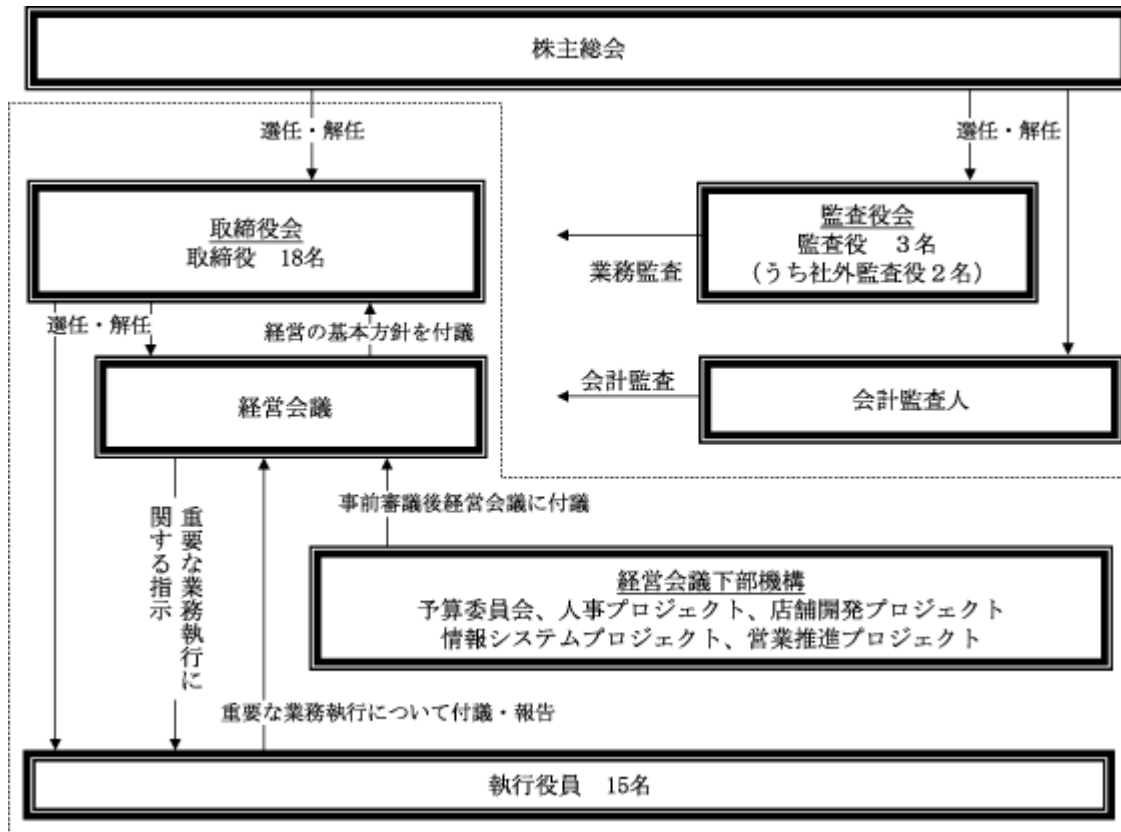 株主総会
選任・解任
選任・解任
取締役会
取締役　18名
監査役会
監査役　３名
（うち社外監査役２名）
業務監査
選任・解任
経営の基本方針を付議
経営会議
会計監査
会計監査人
事前審議後経営会議に付議
重要な業務執行に
関する指示
経営会議下部機構
予算委員会、人事プロジェクト、店舗開発プロジェクト
情報システムプロジェクト、営業推進プロジェクト
重要な業務執行について付議・報告
執行役員　15名